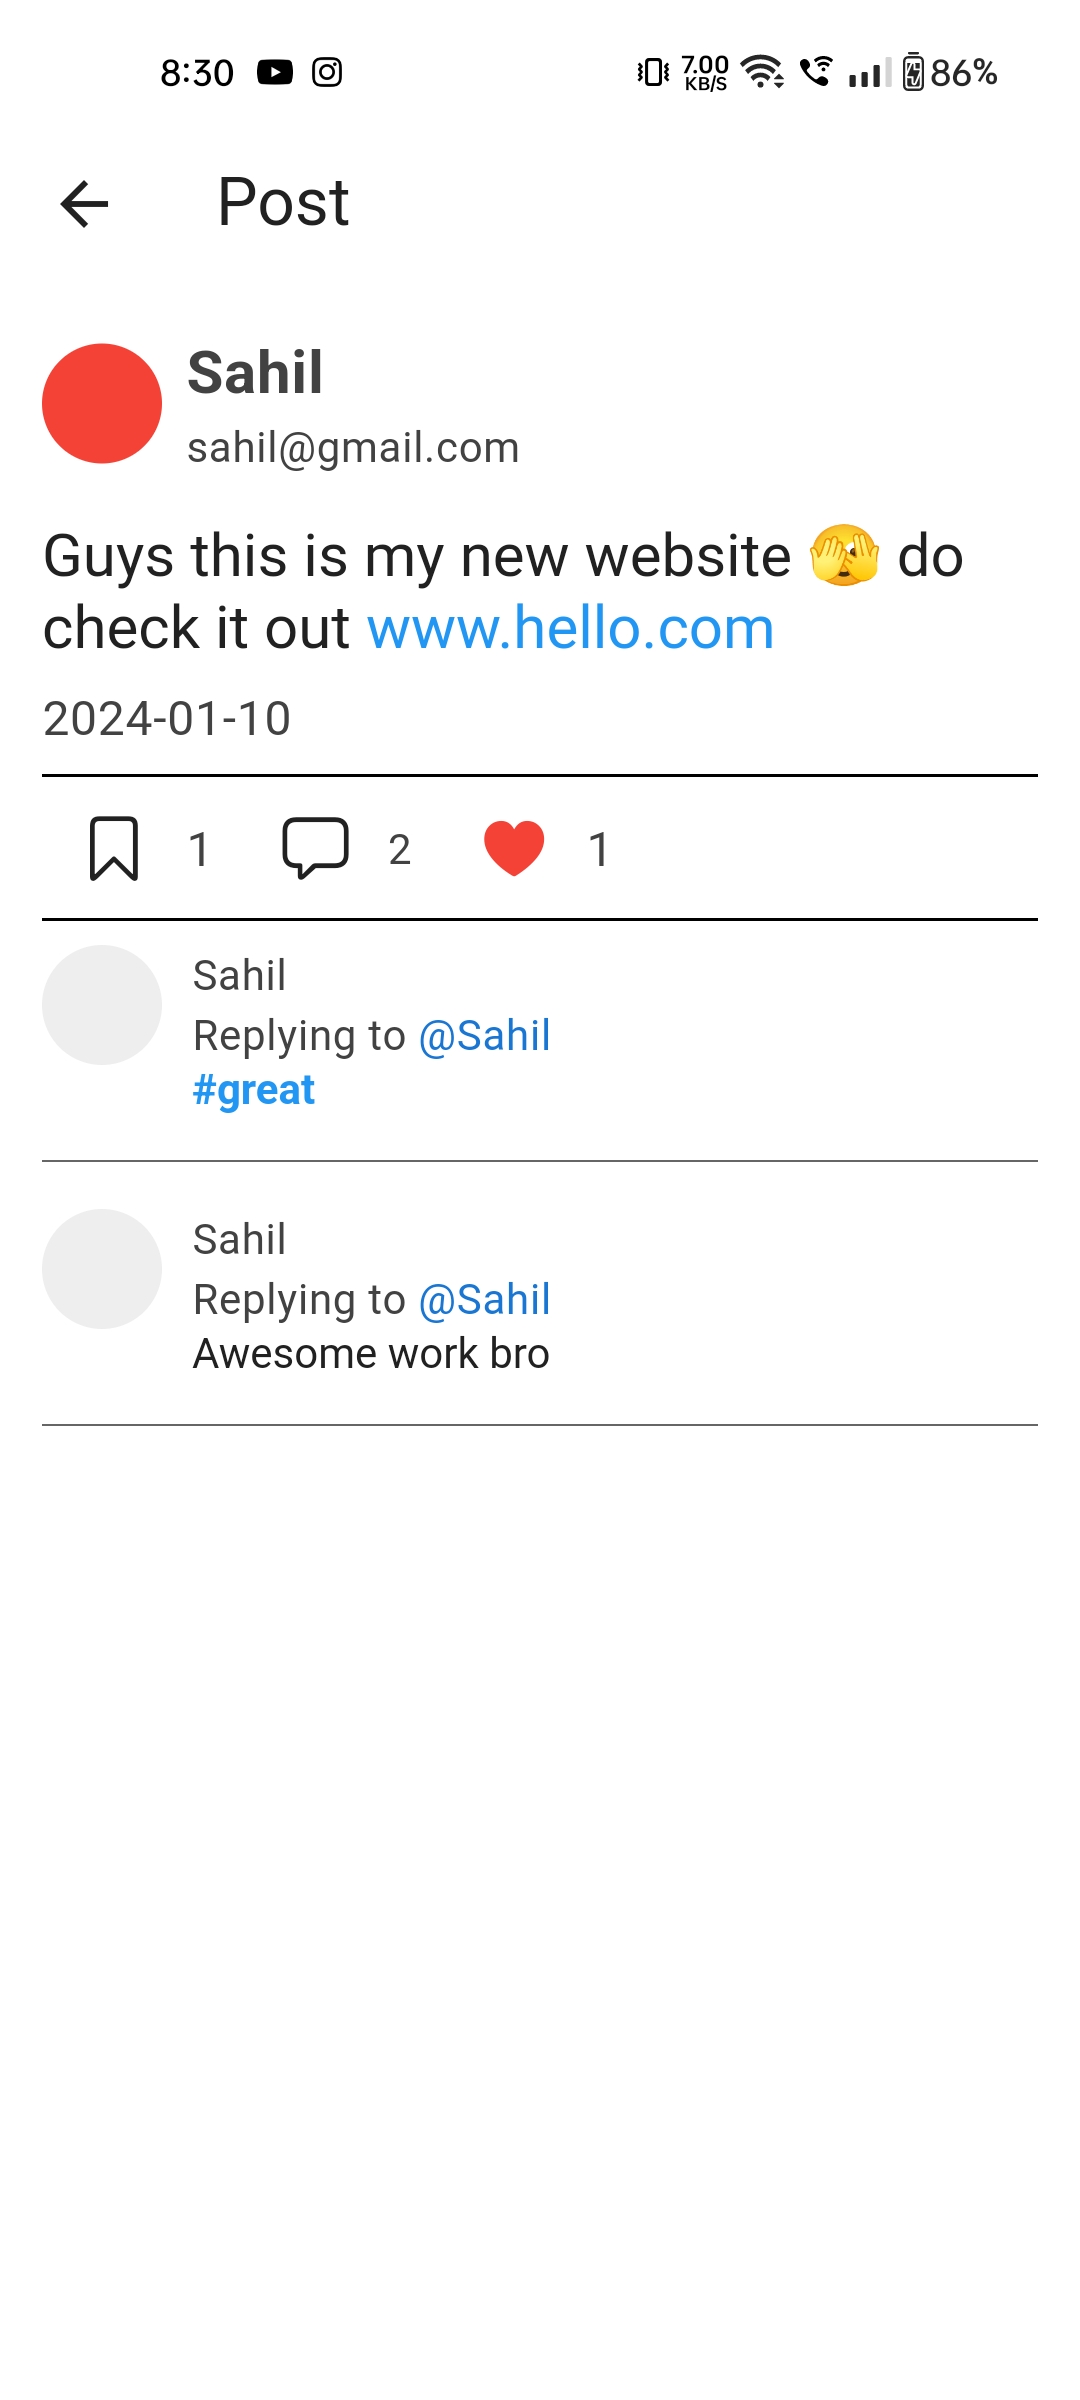 8:30 7.00 KB/S 86%
Post
Sahil
sahil@gmail.com
Guys this is my new website 🫣 do
check it out www.hello.com
2024-01-10
1 2 1
Sahil
Replying to @Sahil
#great
Sahil
Replying to @Sahil
Awesome work bro